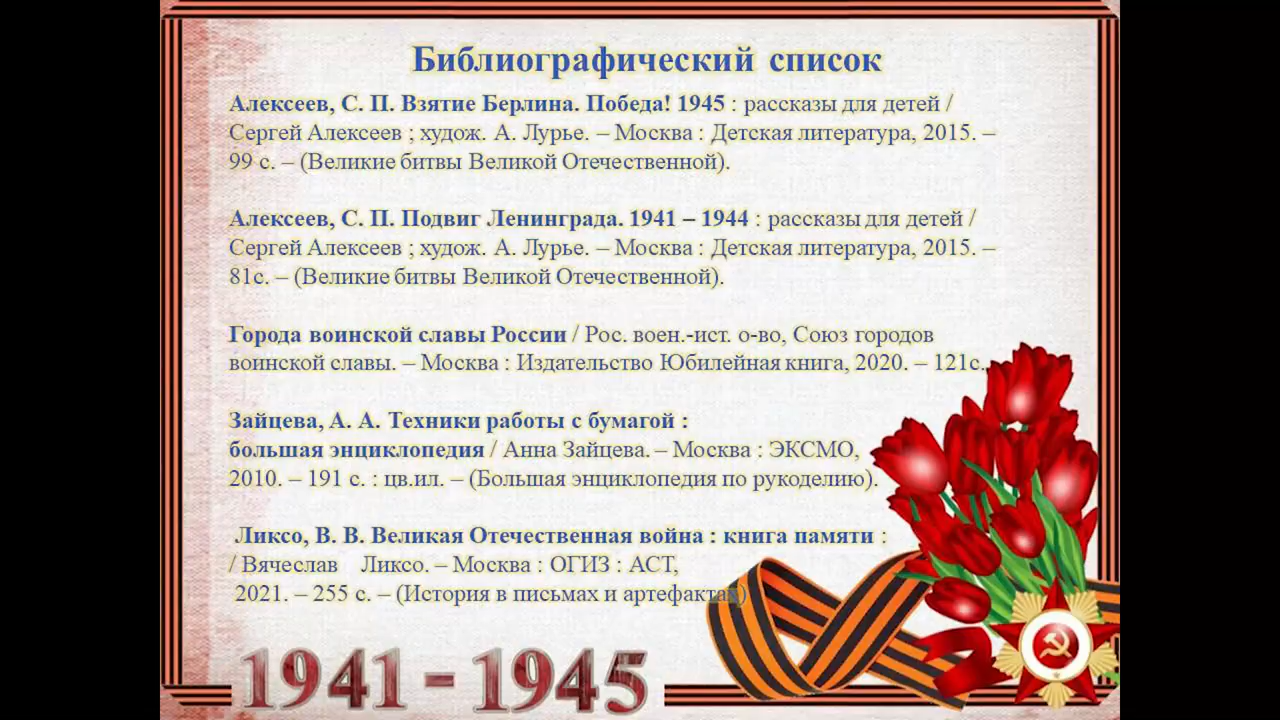 Библиографический список
Алексеев, С. П. Взятие Берлина. Победа! 1945 : рассказы для детей /
Сергей Алексеев ; худож. А. Лурье. – Москва : Детская литература, 2015. –
99 с. – (Великие битвы Великой Отечественной).
Алексеев, С. П. Подвиг Ленинграда. 1941 – 1944 : рассказы для детей /
Сергей Алексеев ; худож. А. Лурье. – Москва : Детская литература, 2015. –
81с. – (Великие битвы Великой Отечественной).
Города воинской славы России / Рос. воен.-ист. о-во, Союз городов
воинской славы. – Москва : Издательство Юбилейная книга, 2020. – 121с.
Зайцева, А. А. Техники работы с бумагой :
большая энциклопедия / Анна Зайцева. – Москва : ЭКСМО,
2010. – 191 с. : цв.ил. – (Большая энциклопедия по рукоделию).
Ликсо, В. В. Великая Отечественная война : книга памяти :
/ Вячеслав Ликсо. – Москва : ОГИЗ : АСТ,
2021. – 255 с. – (История в письмах и артефактах)
1941 - 1945